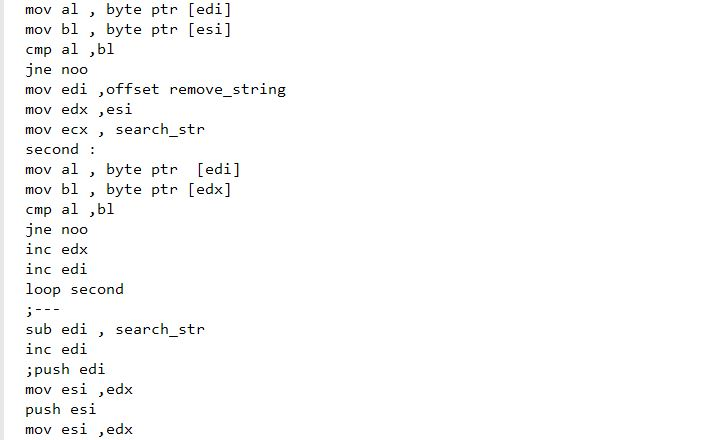 mov al , byte ptr [edi]
mov bl , byte ptr [esi]
cmp al ,bl
jne noo
mov edi ,offset remove_string
mov edx ,esi
mov ecx , search_str
second :
mov al , byte ptr  [edi]
mov bl , byte ptr [edx]
cmp al ,bl
jne noo
inc edx
inc edi
loop second
;---
sub edi , search_str
inc edi
;push edi
mov esi ,edx
push esi
mov esi ,edx